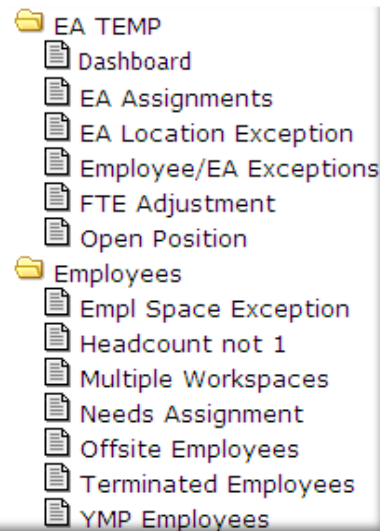 EA TEMP
Dashboard
EA Assignments
EA Location Exception
Employee/EA Exceptions
FTE Adjustment
Open Position
Employees
Empl Space Exception
Headcount not 1
Multiple Workspaces
Needs Assignment
Offsite Employees
Terminated Employees
YMP Employees